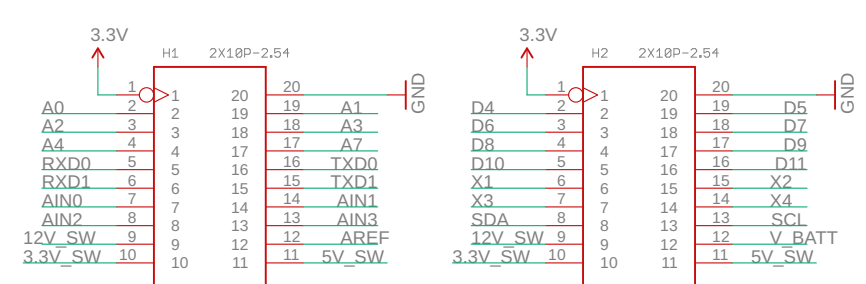 3.3V
H1 2X10P-2.54
1 1 20 20 GND
A0 2 2 19 19 A1
A2 3 3 18 18 A3
A4 4 4 17 17 A7
RXD0 5 5 16 16 TXD0
RXD1 6 6 15 15 TXD1
AIN0 7 7 14 14 AIN1
AIN2 8 8 13 13 AIN3
12V_SW 9 9 12 12 AREF
3.3V_SW 10 10 11 11 5V_SW
3.3V
H2 2X10P-2.54
1 1 20 20 GND
D4 2 2 19 19 D5
D6 3 3 18 18 D7
D8 4 4 17 17 D9
D10 5 5 16 16 D11
X1 6 6 15 15 X2
X3 7 7 14 14 X4
SDA 8 8 13 13 SCL
12V_SW 9 9 12 12 V_BATT
3.3V_SW 10 10 11 11 5V_SW